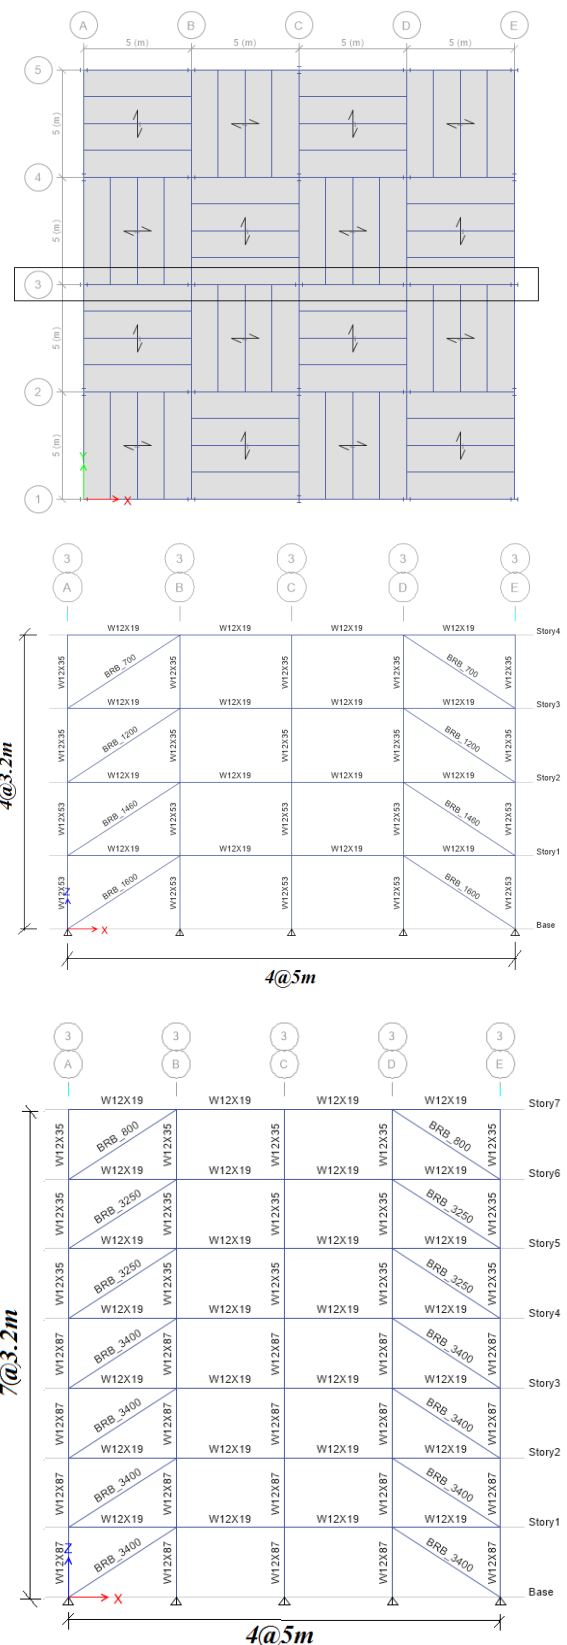 A B C D E
5 (m) 5 (m) 5 (m) 5 (m)
5
5 (m)
4
5 (m)
3
5 (m)
2
5 (m)
Y
1
X
3 3 3 3 3
A B C D E
W12X19 W12X19 W12X19 W12X19 Story4
W12X35 BRB_700 W12X35 W12X35 W12X35 BRB_700 W12X35
W12X19 W12X19 W12X19 W12X19 Story3
W12X35 BRB_1200 W12X35 W12X35 W12X35 BRB_1200 W12X35
W12X19 W12X19 W12X19 W12X19 Story2
4@3.2m
W12X53 BRB_1460 W12X53 W12X53 W12X53 BRB_1460 W12X53
W12X19 W12X19 W12X19 W12X19 Story1
W12X53 BRB_1600 W12X53 W12X53 W12X53 BRB_1600 W12X53
Z
X
Base
4@5m
3 3 3 3 3
A B C D E
W12X19 W12X19 W12X19 W12X19 Story7
W12X35 BRB_800 W12X35 W12X35 W12X35 BRB_800 W12X35
W12X19 W12X19 W12X19 W12X19 Story6
W12X35 BRB_3250 W12X35 W12X35 W12X35 BRB_3250 W12X35
W12X19 W12X19 W12X19 W12X19 Story5
W12X35 BRB_3250 W12X35 W12X35 W12X35 BRB_3250 W12X35
W12X19 W12X19 W12X19 W12X19 Story4
7@3.2m
W12X87 BRB_3400 W12X87 W12X87 W12X87 BRB_3400 W12X87
W12X19 W12X19 W12X19 W12X19 Story3
W12X87 BRB_3400 W12X87 W12X87 W12X87 BRB_3400 W12X87
W12X19 W12X19 W12X19 W12X19 Story2
W12X87 BRB_3400 W12X87 W12X87 W12X87 BRB_3400 W12X87
W12X19 W12X19 W12X19 W12X19 Story1
W12X87 BRB_3400 W12X87 W12X87 W12X87 BRB_3400 W12X87
Z
X
Base
4@5m